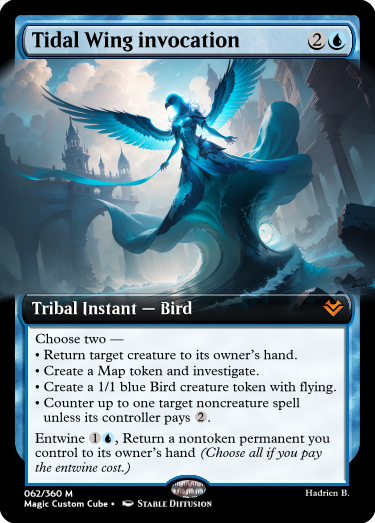 Tidal Wing invocation 2
Tribal Instant — Bird
Choose two —
• Return target creature to its owner's hand.
• Create a Map token and investigate.
• Create a 1/1 blue Bird creature token with flying.
• Counter up to one target noncreature spell
unless its controller pays 2.
Entwine 1, Return a nontoken permanent you
control to its owner's hand (Choose all if you pay
the entwine cost.)
062/360 M
Hadrien B.
Magic Custom Cube • Stable Diffusion